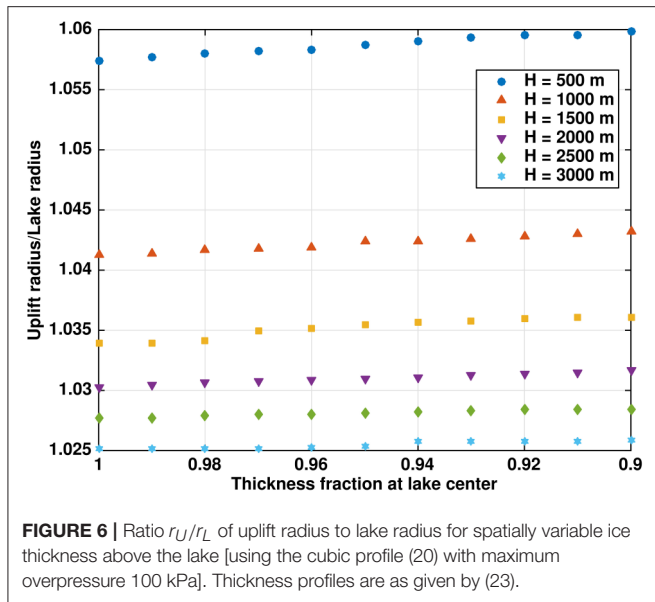 1.06
1.055
1.05
1.045
1.04
1.035
1.03
1.025
Uplift radius/Lake radius
H = 500 m
H = 1000 m
H = 1500 m
H = 2000 m
H = 2500 m
H = 3000 m
1 0.98 0.96 0.94 0.92 0.9
Thickness fraction at lake center
FIGURE 6 | Ratio r_U/r_L of uplift radius to lake radius for spatially variable ice
thickness above the lake [using the cubic profile (20) with maximum
overpressure 100 kPa]. Thickness profiles are as given by (23).